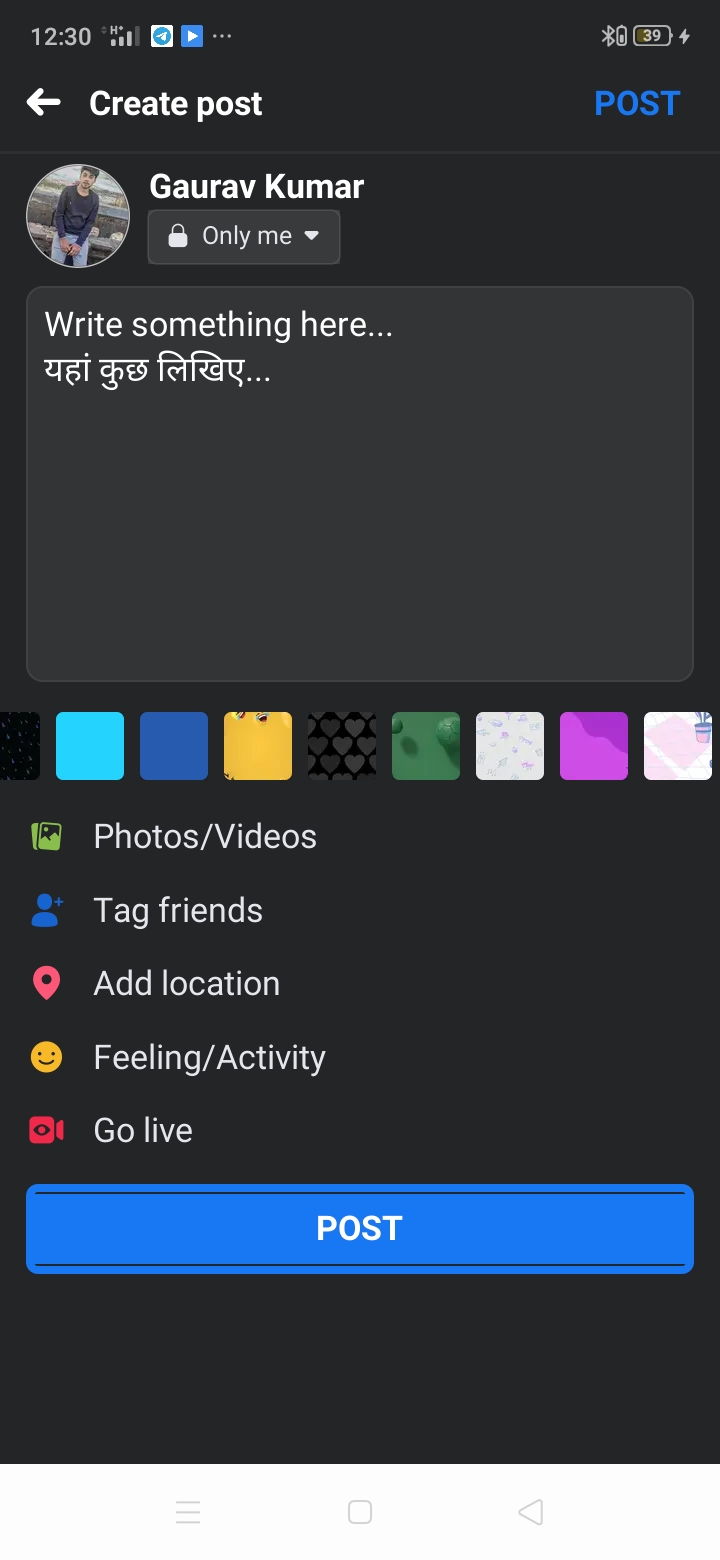 12:30 H+ 39
Create post POST
Gaurav Kumar
Only me
Write something here...
यहां कुछ लिखिए...
Photos/Videos
Tag friends
Add location
Feeling/Activity
Go live
POST